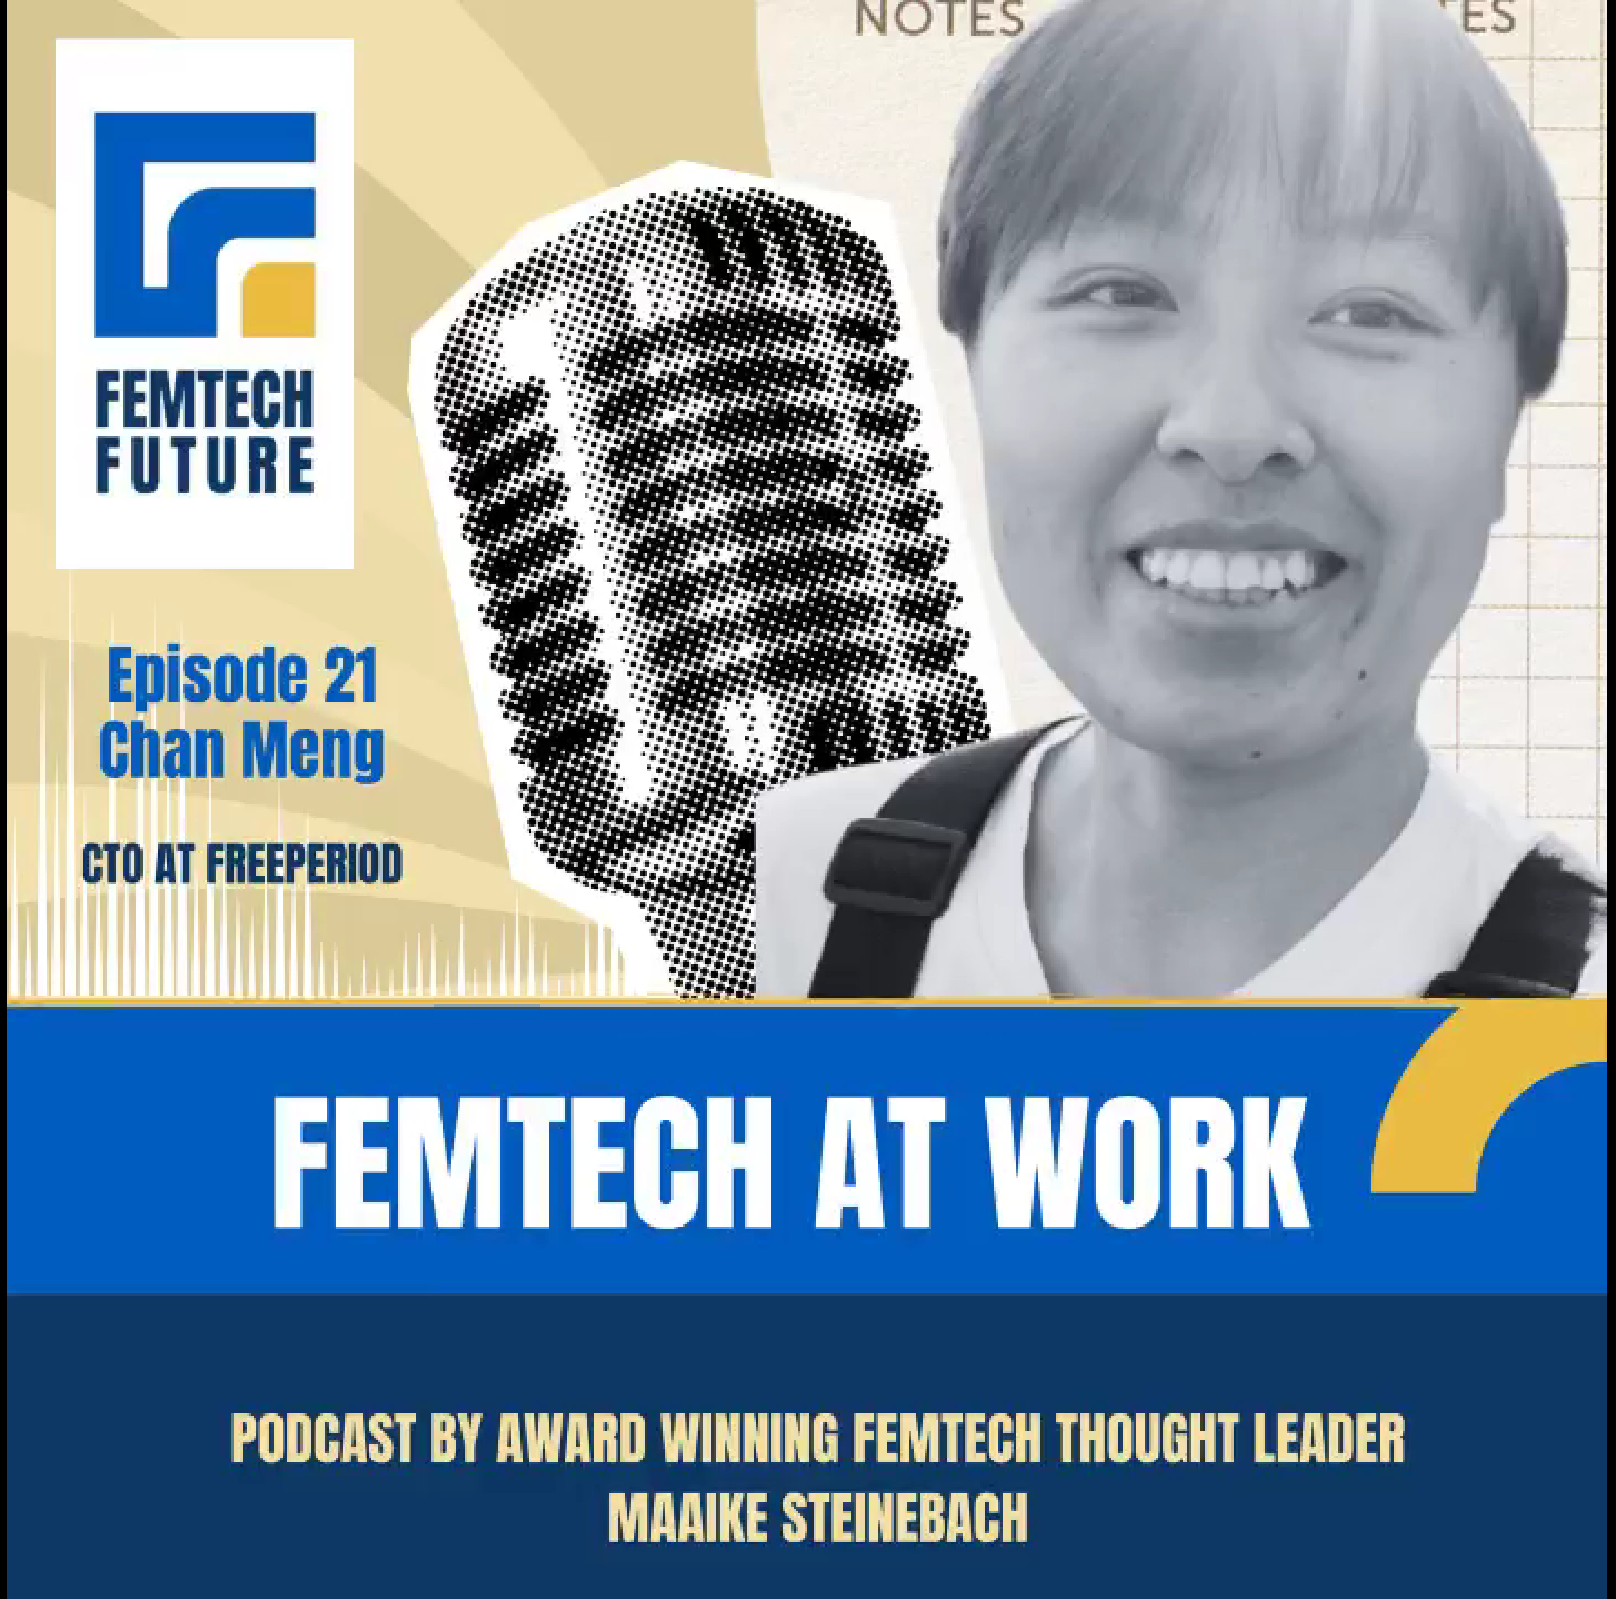 NOTES
FEMTECH
FUTURE
Episode 21
Chan Meng
CTO AT FREEPERIOD
FEMTECH AT WORK
PODCAST BY AWARD WINNING FEMTECH THOUGHT LEADER
MAAIKE STEINEBACH